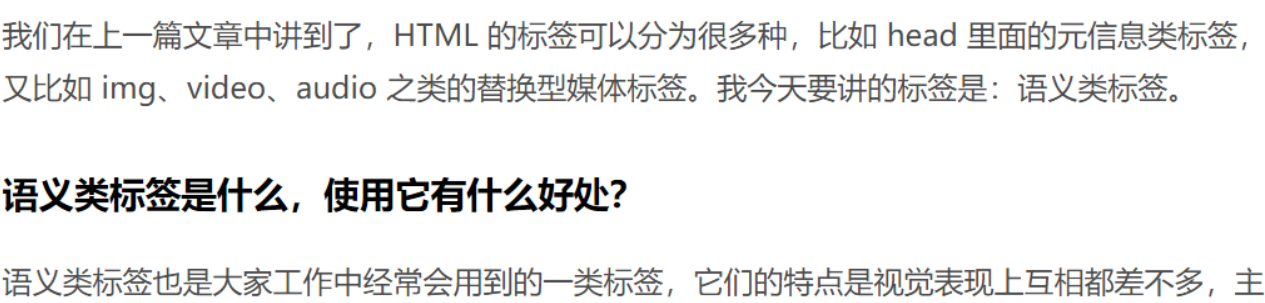 我们在上一篇文章中讲到了，HTML 的标签可以分为很多种，比如 head 里面的元信息类标签，
又比如 img、video、audio 之类的替换型媒体标签。我今天要讲的标签是：语义类标签。
语义类标签是什么，使用它有什么好处？
语义类标签也是大家工作中经常会用到的一类标签，它们的特点是视觉表现上互相都差不多，主